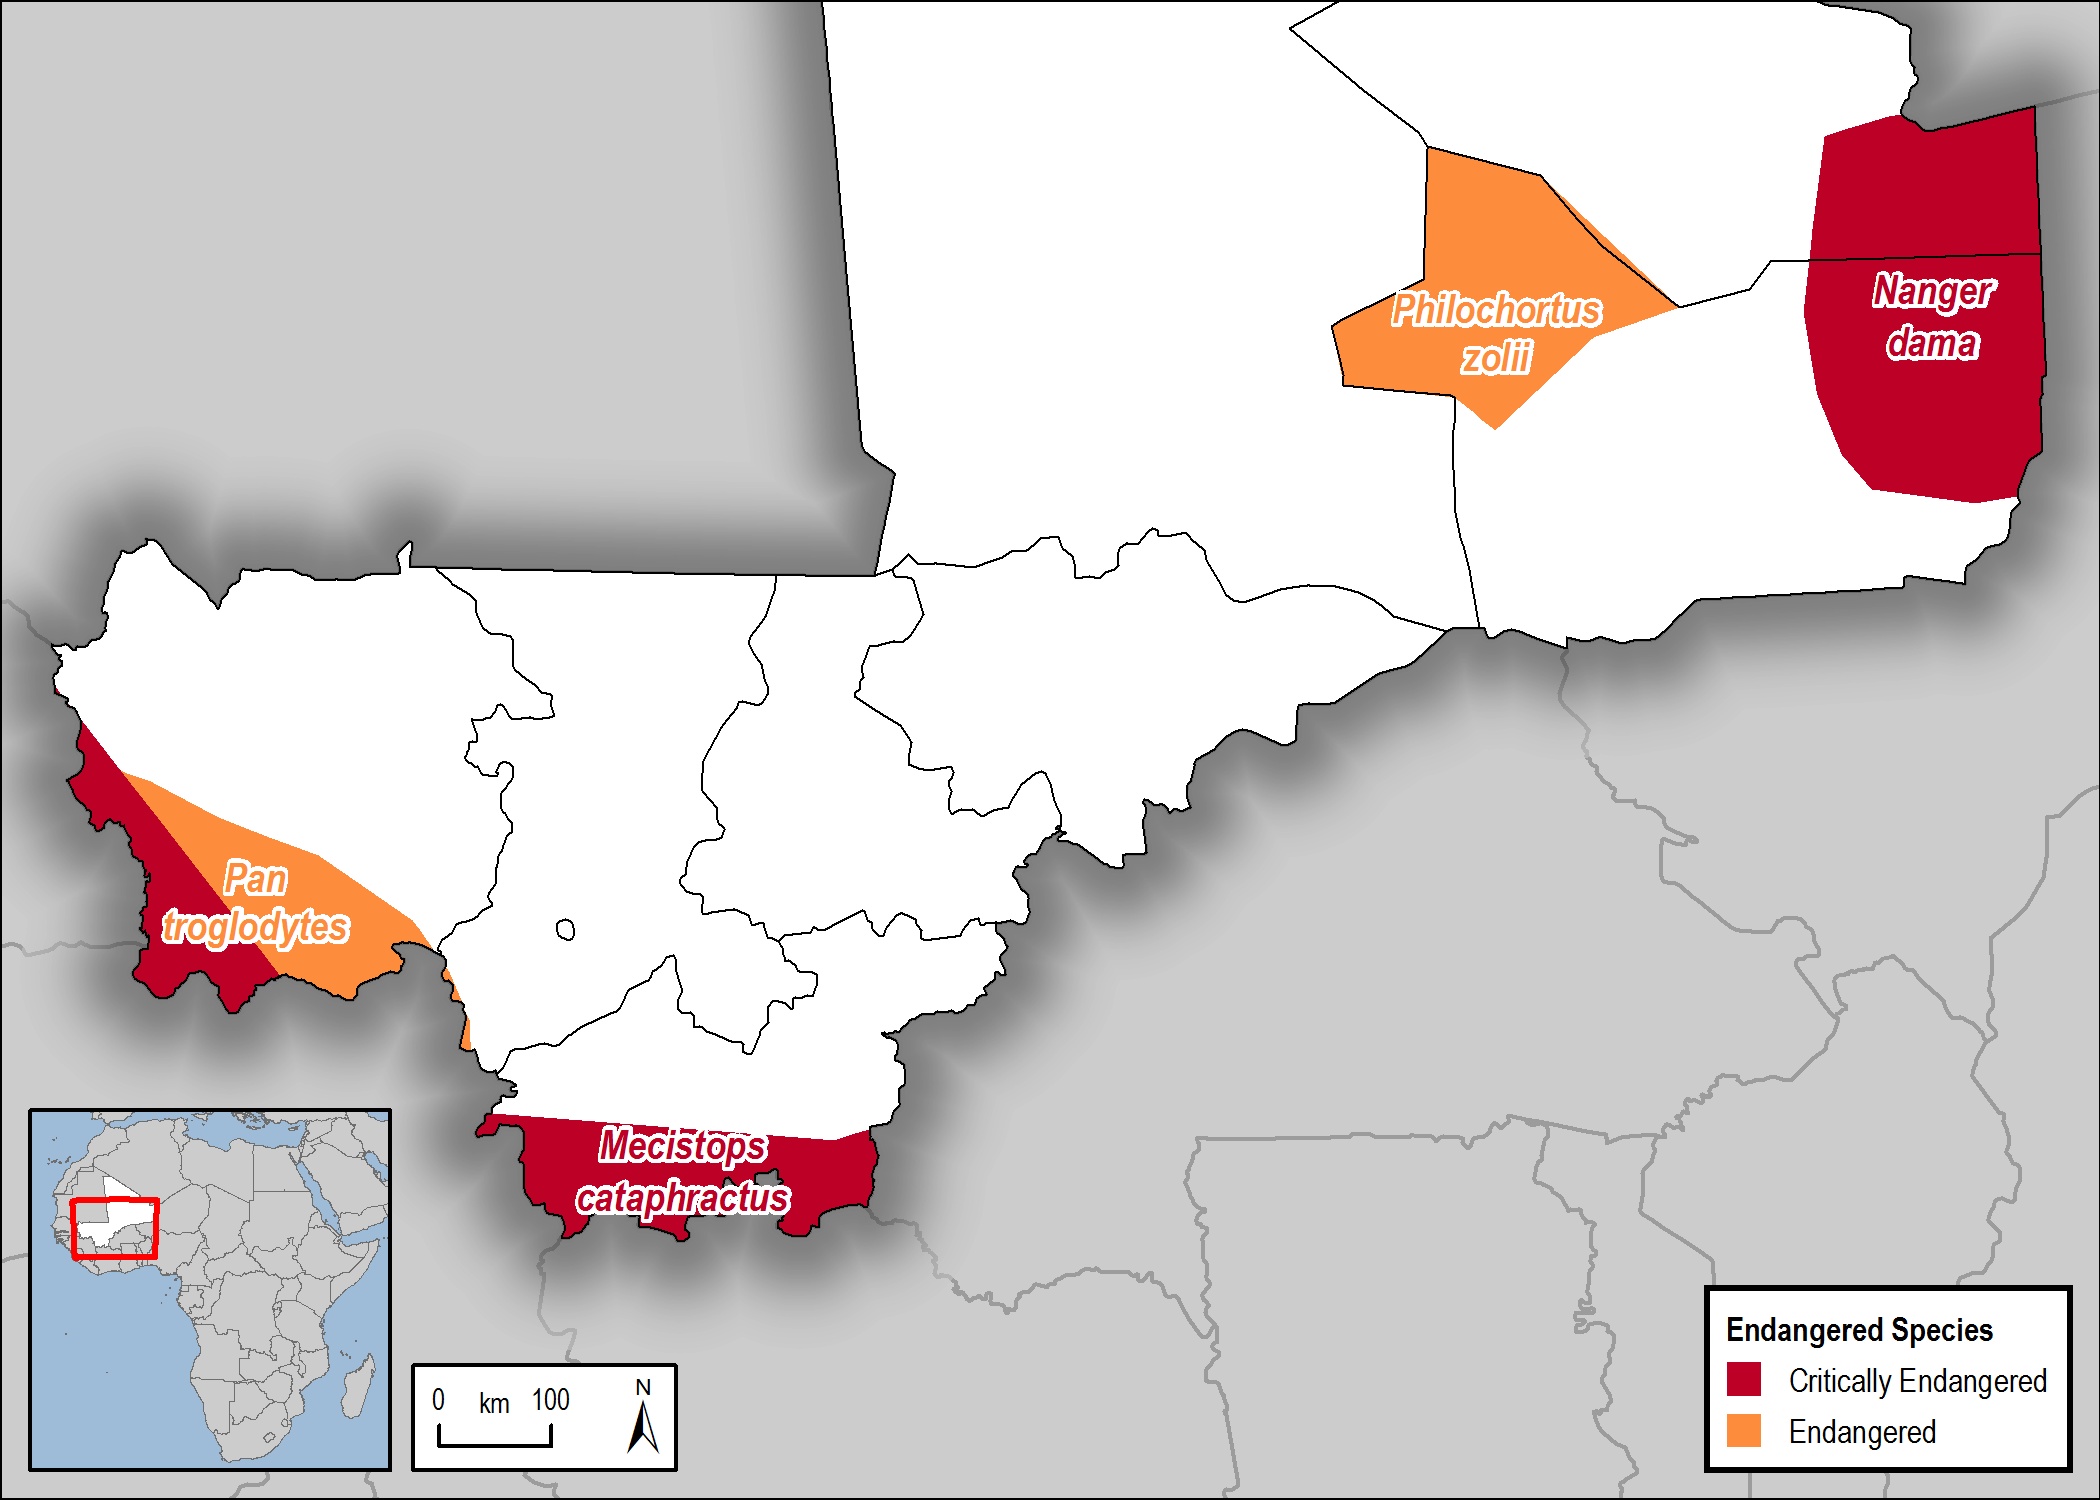 Nanger
dama
Philochortus
zolii
Pan
troglodytes
Mecistops
cataphractus
0 km 100
N
Endangered Species
Critically Endangered
Endangered